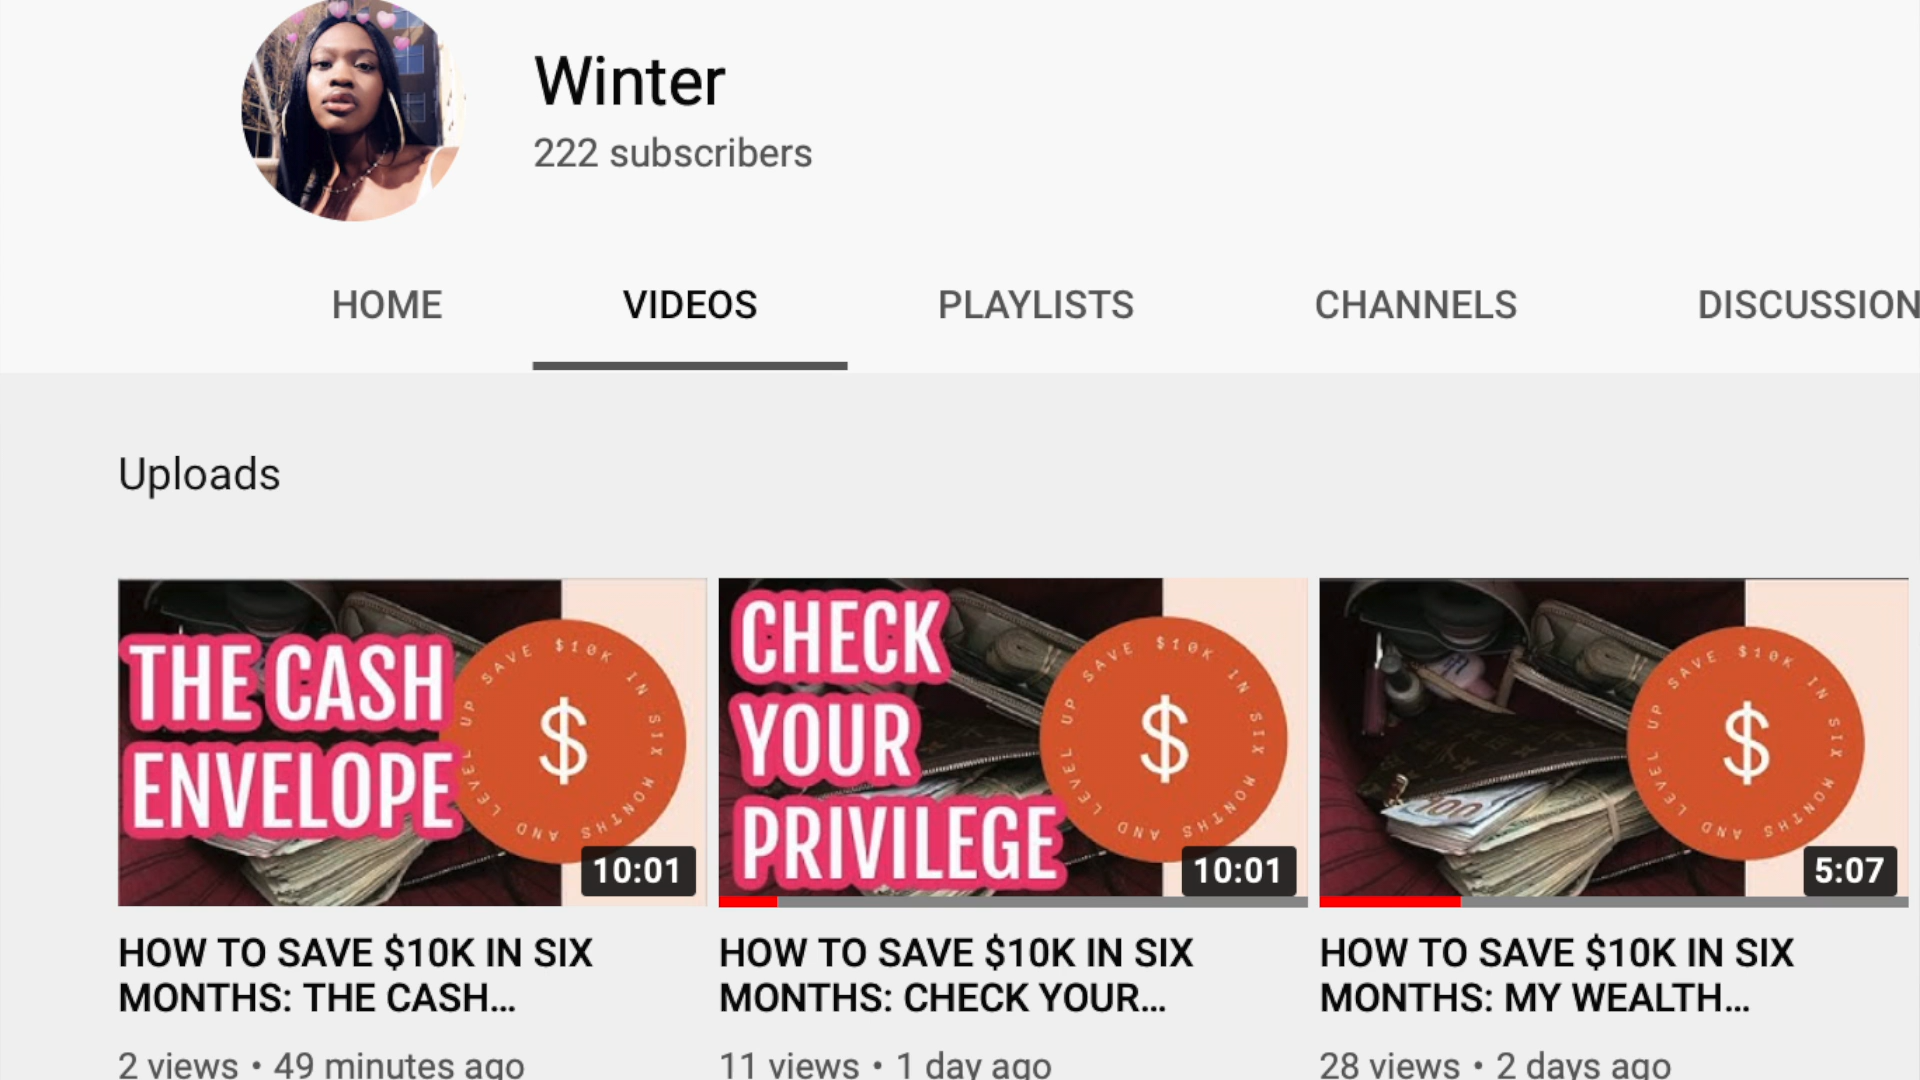 Winter
222 subscribers
HOME
VIDEOS
PLAYLISTS
CHANNELS
DISCUSSION
Uploads
THE CASH
ENVELOPE
SAVE $10K IN SIX MONTHS AND LEVEL UP
$
10:01
CHECK
YOUR
PRIVILEGE
SAVE $10K IN SIX MONTHS AND LEVEL UP
$
10:01
100
SAVE $10K IN SIX MONTHS AND LEVEL UP
$
5:07
HOW TO SAVE $10K IN SIX
MONTHS: THE CASH...
2 views • 49 minutes ago
HOW TO SAVE $10K IN SIX
MONTHS: CHECK YOUR...
11 views • 1 day ago
HOW TO SAVE $10K IN SIX
MONTHS: MY WEALTH...
28 views • 2 days ago